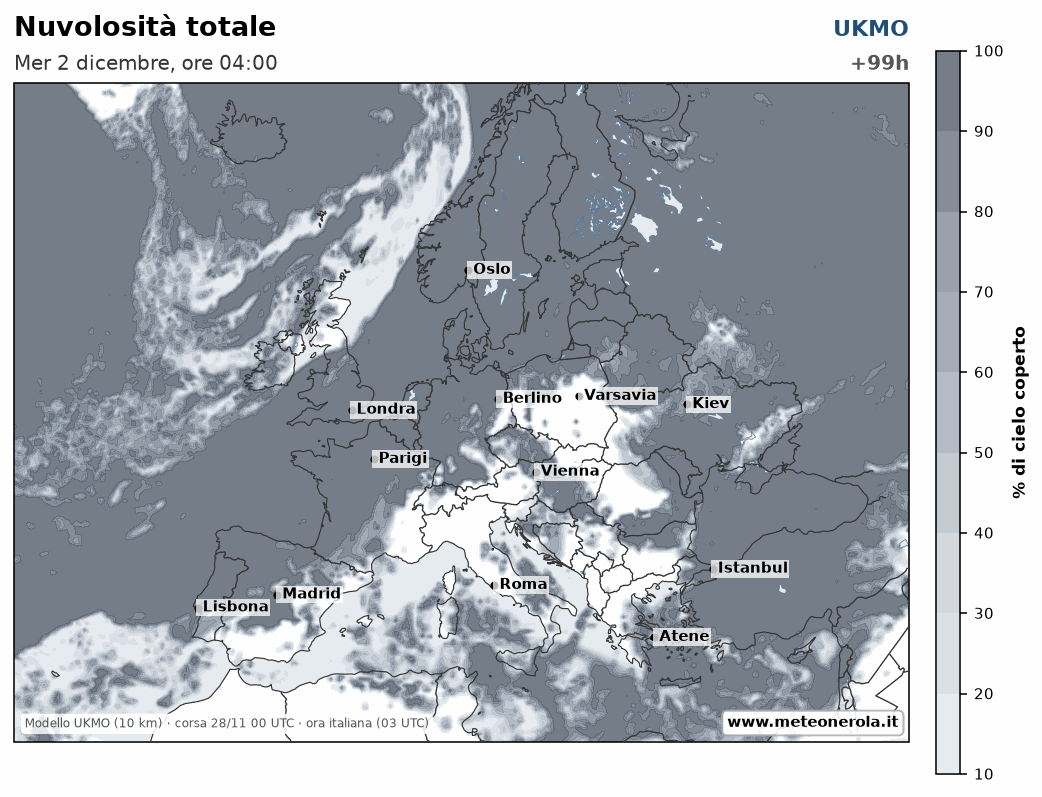 Nuvolosità totale
UKMO
Mer 2 dicembre, ore 04:00
+99h
100
90
80
70
60
50
40
30
20
10
% di cielo coperto
Oslo
Londra
Berlino
Varsavia
Kiev
Parigi
Vienna
Istanbul
Madrid
Roma
Lisbona
Atene
Modello UKMO (10 km) · corsa 28/11 00 UTC · ora italiana (03 UTC)
www.meteonerola.it